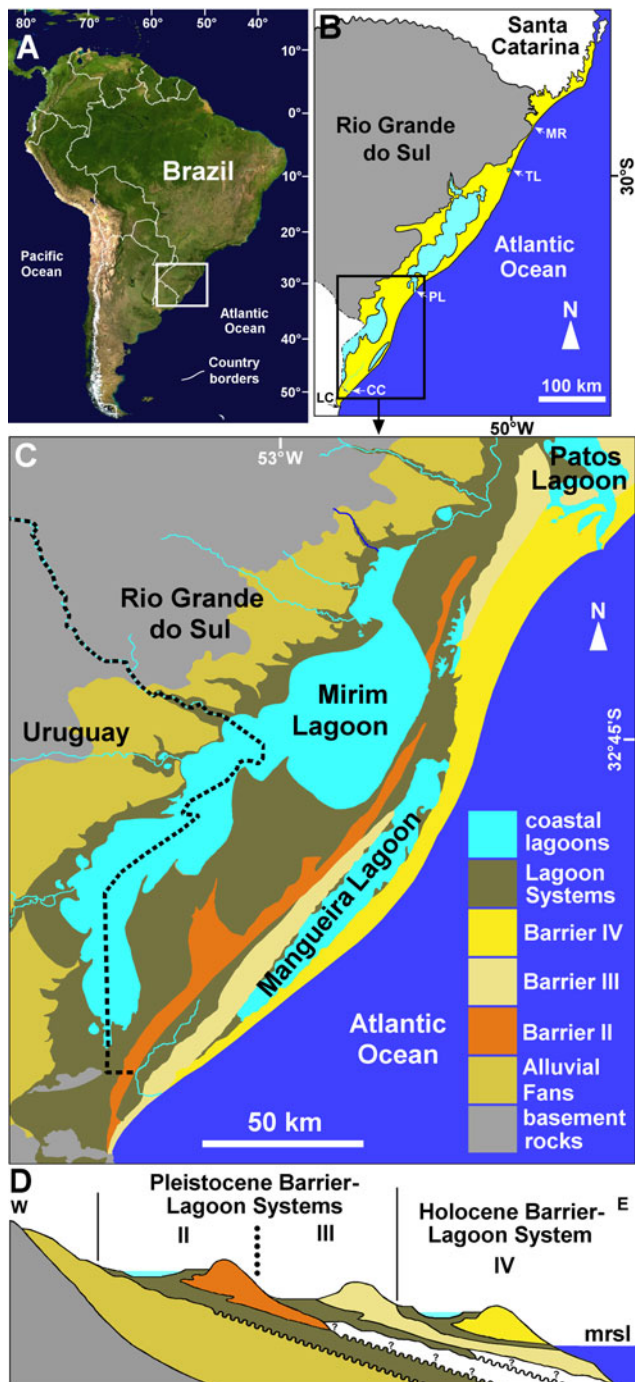 80° 70° 60° 50° 40°
A
10°
0°
10°
20°
30°
40°
50°
Brazil
Pacific
Ocean
Atlantic
Ocean
Country
borders
B
Santa
Catarina
Rio Grande
do Sul
MR
TL
30°S
Atlantic
Ocean
PL
N
LC
CC
100 km
50°W
C
53°W
Patos
Lagoon
Rio Grande
do Sul
N
Mirim
Lagoon
Uruguay
32°45'S
Mangueira Lagoon
coastal
lagoons
Lagoon
Systems
Barrier IV
Barrier III
Atlantic
Ocean
Barrier II
Alluvial
Fans
50 km
basement
rocks
D
W
Pleistocene Barrier-
Lagoon Systems
II
III
E
Holocene Barrier-
Lagoon System
IV
mrsl
? ? ? ? ? ?